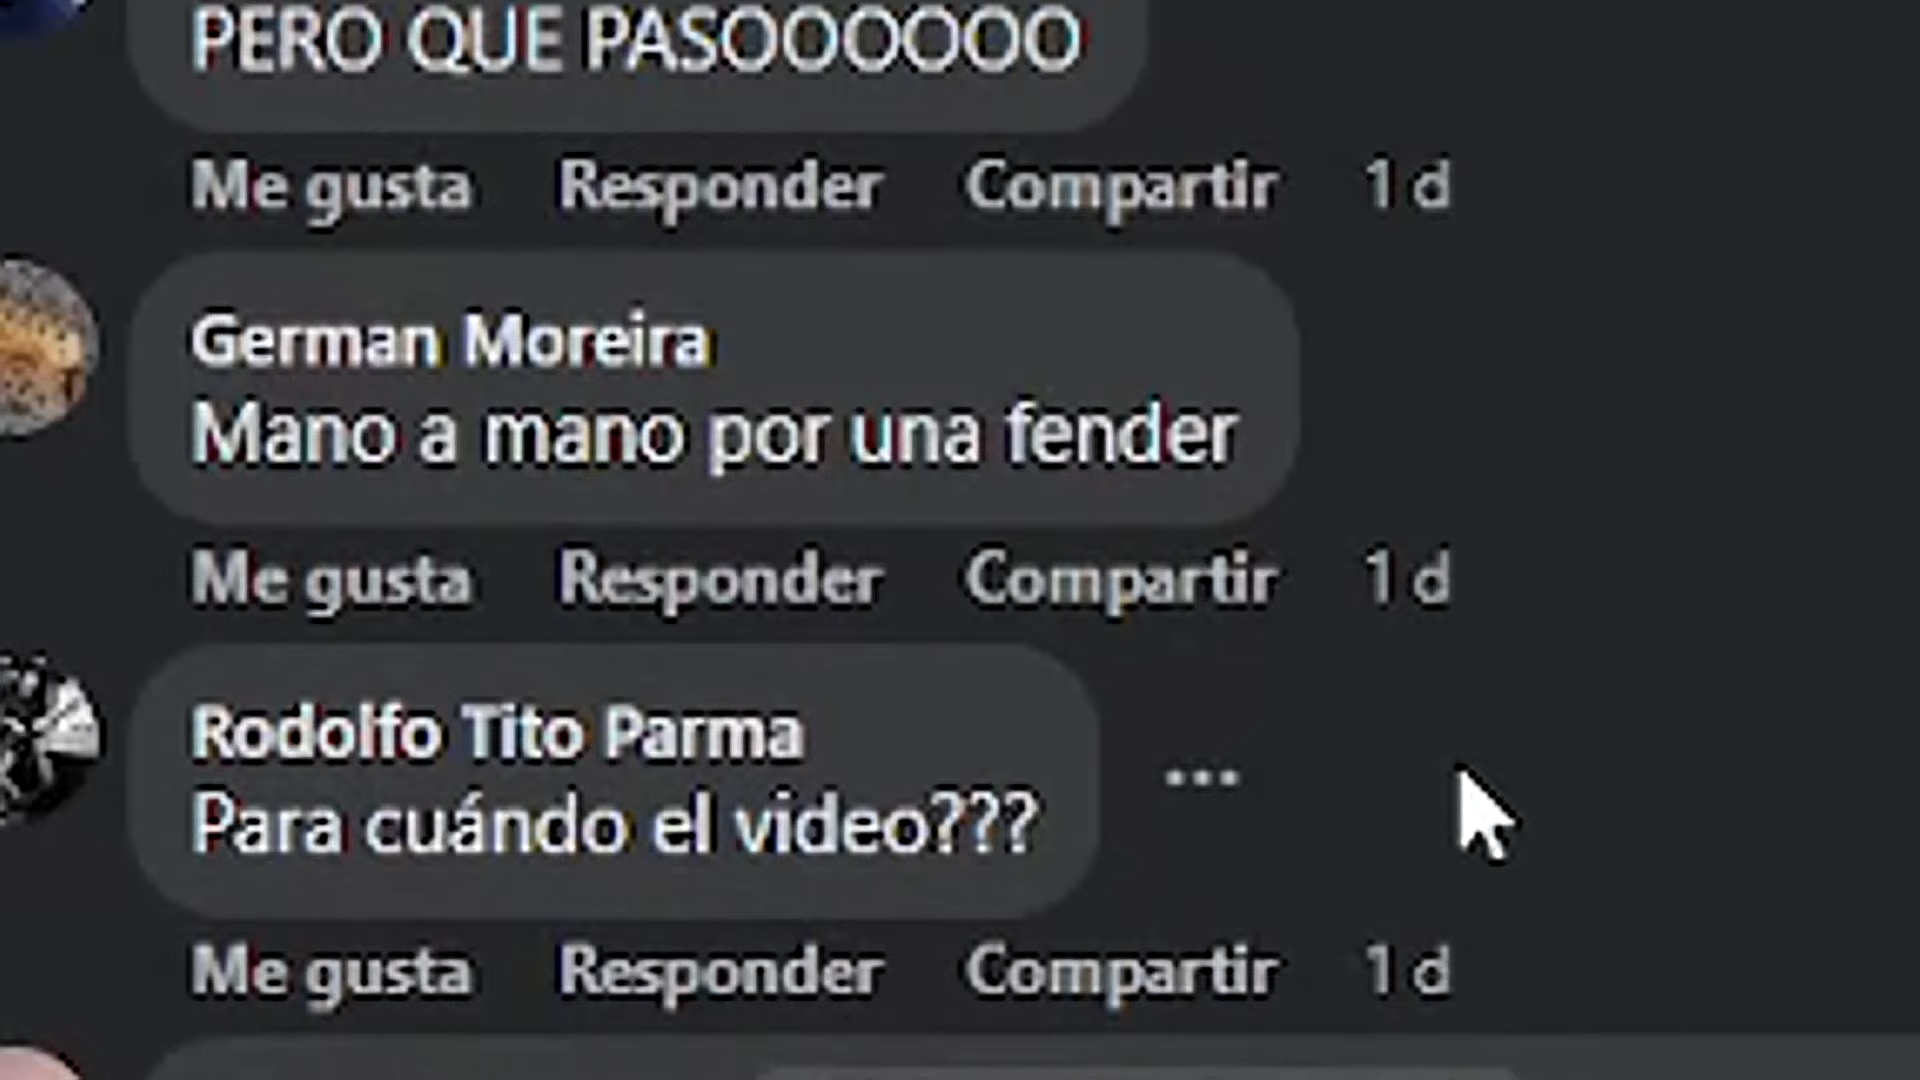 PERO QUE PASOOOOOO
Me gusta Responder Compartir 1 d
German Moreira
Mano a mano por una fender
Me gusta Responder Compartir 1 d
Rodolfo Tito Parma
Para cuándo el video???
Me gusta Responder Compartir 1 d